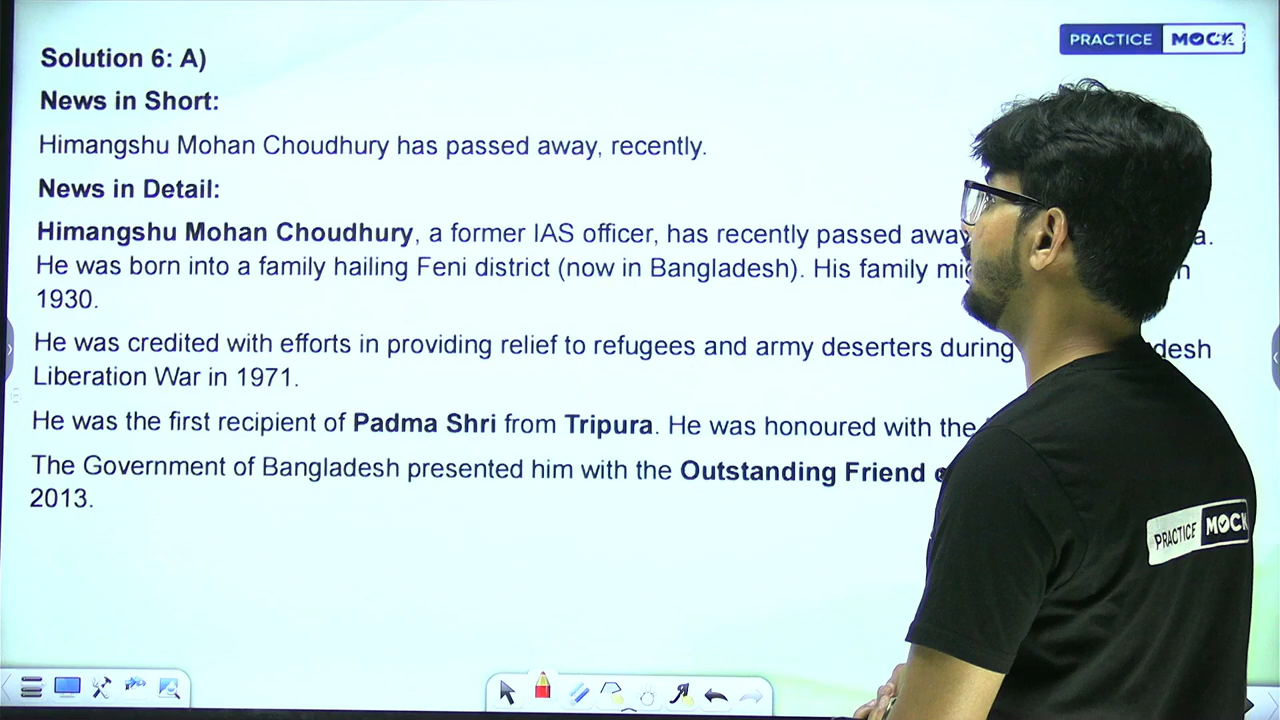 PRACTICE MOCK
Solution 6: A)
News in Short:
Himangshu Mohan Choudhury has passed away, recently.
News in Detail:
Himangshu Mohan Choudhury, a former IAS officer, has recently passed away a.
He was born into a family hailing Feni district (now in Bangladesh). His family
1930.
He was credited with efforts in providing relief to refugees and army deserters during desh
Liberation War in 1971.
He was the first recipient of Padma Shri from Tripura. He was honoured with the
The Government of Bangladesh presented him with the Outstanding Friend
2013.
PRACTICE MOCK